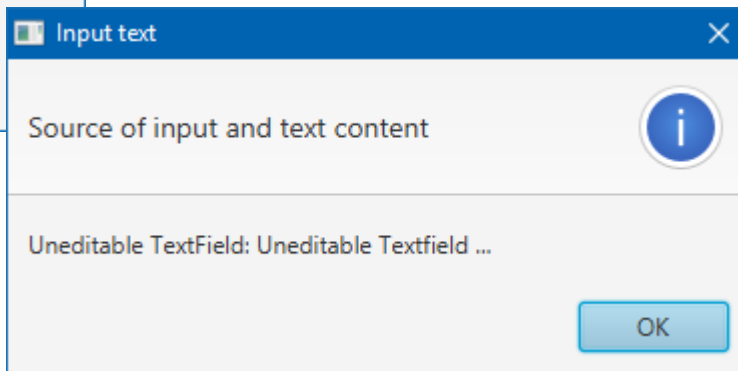 Input text
Source of input and text content
Uneditable TextField: Uneditable Textfield ...
OK